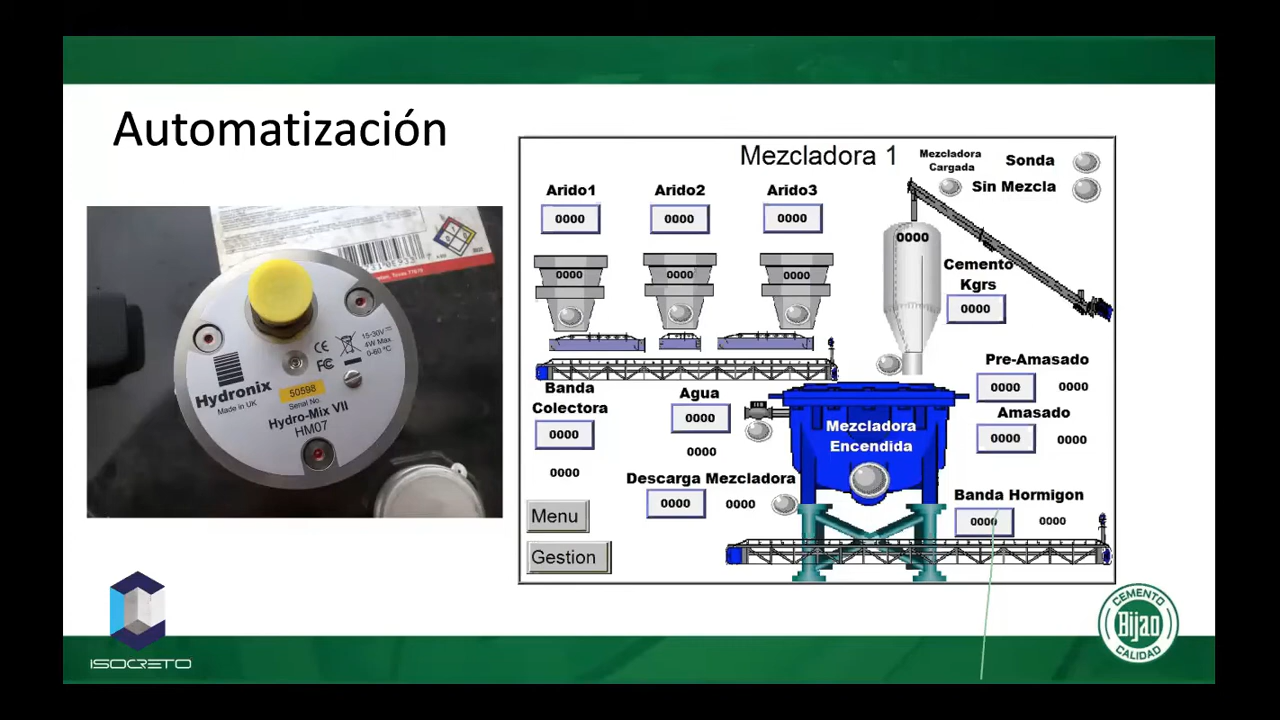 Automatización
Hydronix
Made in UK
50598
Serial No.
Hydro-Mix VII
HM07
CE
FC
15-30V
4W Max
0-60 °C
Mezcladora 1
Mezcladora
Cargada
Sonda
Sin Mezcla
Arido1
Arido2
Arido3
0000
0000
0000
0000
0000
0000
0000
Cemento
Kgrs
0000
Pre-Amasado
0000
0000
Amasado
0000
0000
Banda
Colectora
0000
0000
Agua
0000
0000
Mezcladora
Encendida
Descarga Mezcladora
0000
0000
Banda Hormigon
0000
0000
Menu
Gestion
ISOCRETO
CEMENTO
Bijao
CALIDAD